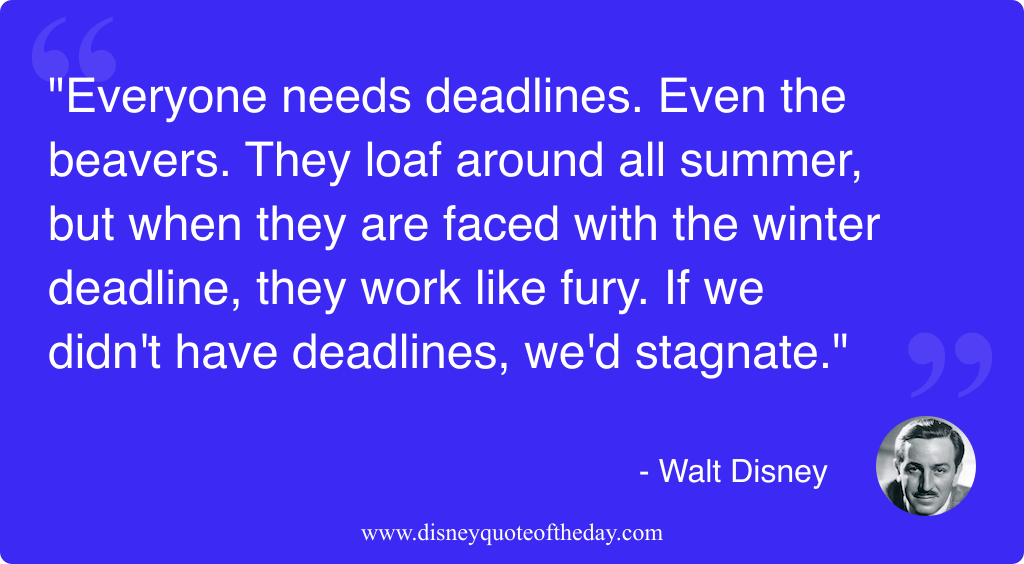 "Everyone needs deadlines. Even the
beavers. They loaf around all summer,
but when they are faced with the winter
deadline, they work like fury. If we
didn't have deadlines, we'd stagnate."
- Walt Disney
www.disneyquoteoftheday.com